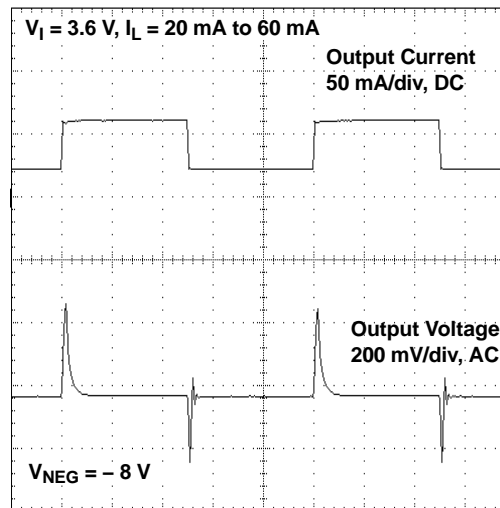 V_I = 3.6 V, I_L = 20 mA to 60 mA
Output Current
50 mA/div, DC
Output Voltage
200 mV/div, AC
V_NEG = – 8 V